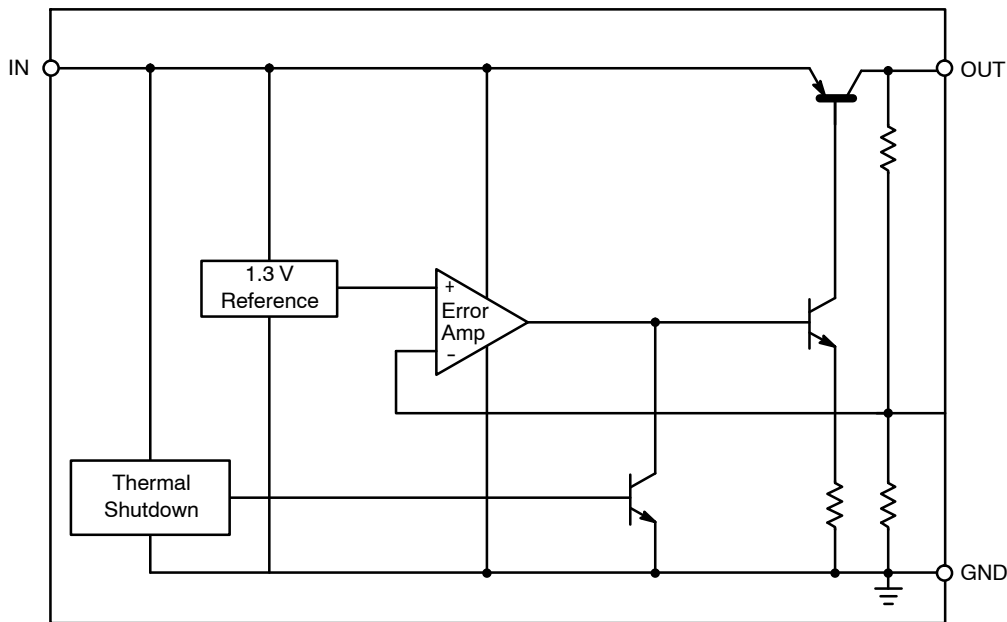 IN
OUT
1.3 V
Reference
+
Error
Amp
-
Thermal
Shutdown
GND